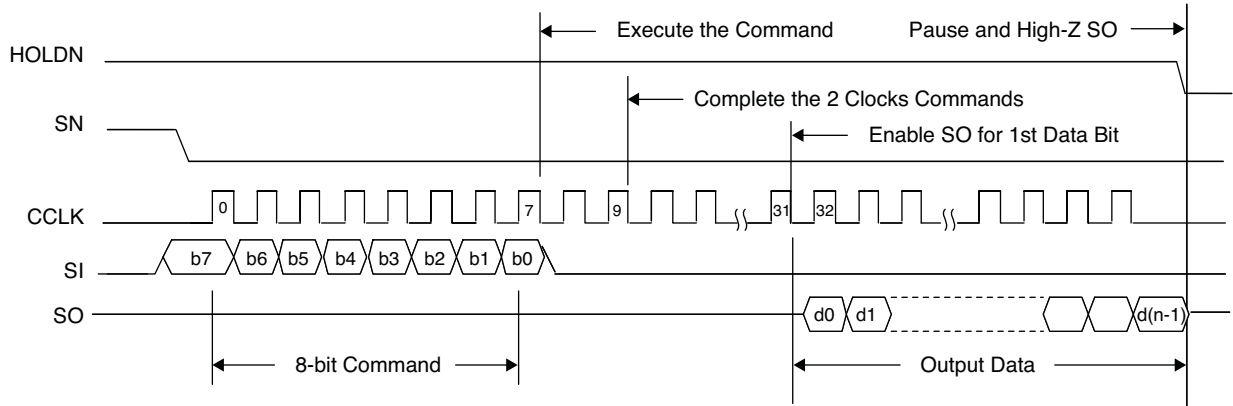 Execute the Command
Pause and High-Z SO
HOLDN
Complete the 2 Clocks Commands
SN
Enable SO for 1st Data Bit
CCLK
0 7 9 31 32
SI
b7 b6 b5 b4 b3 b2 b1 b0
SO
d0 d1 d(n-1)
8-bit Command
Output Data